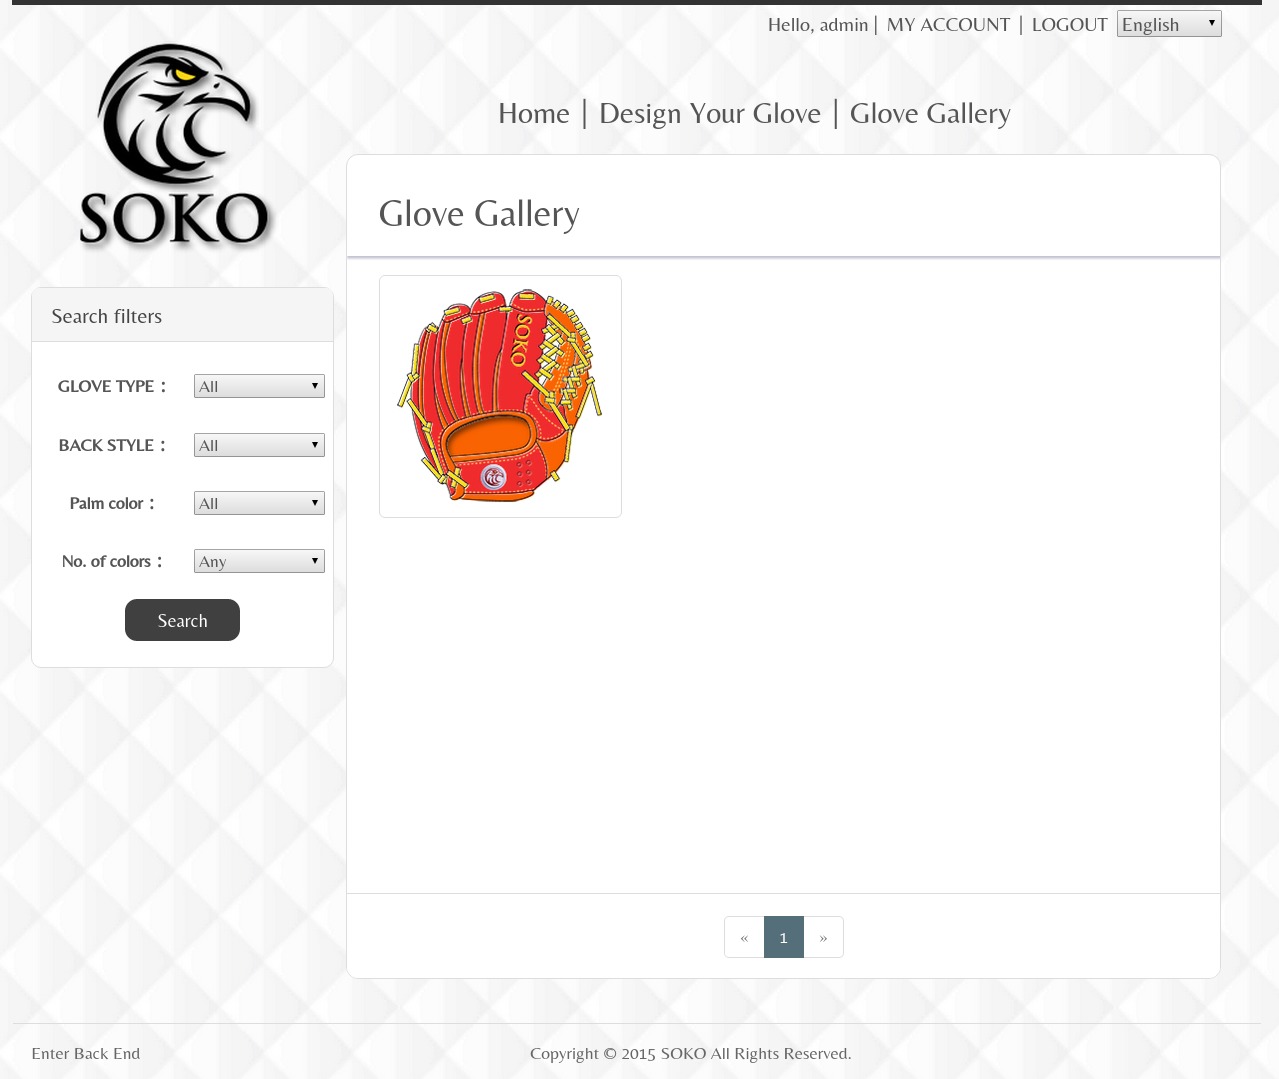 Hello, admin | MY ACCOUNT | LOGOUT English
SOKO
Home | Design Your Glove | Glove Gallery
Glove Gallery
SOKO
Search filters
GLOVE TYPE： All
BACK STYLE： All
Palm color： All
No. of colors： Any
Search
« 1 »
Enter Back End
Copyright © 2015 SOKO All Rights Reserved.